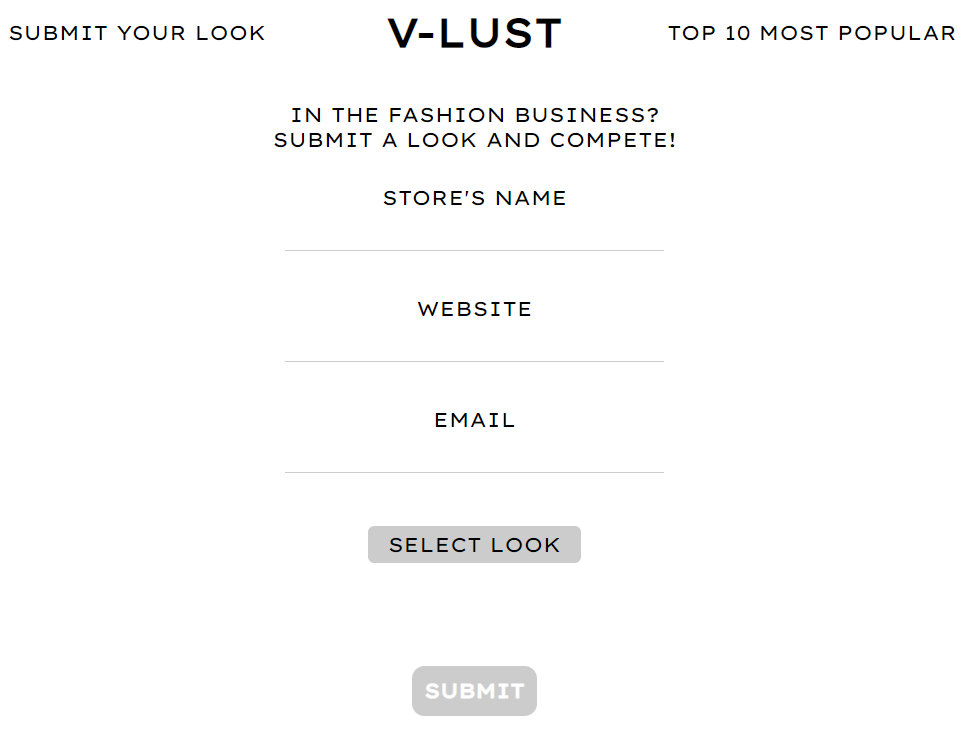 SUBMIT YOUR LOOK
V-LUST
TOP 10 MOST POPULAR
IN THE FASHION BUSINESS?
SUBMIT A LOOK AND COMPETE!
STORE'S NAME
WEBSITE
EMAIL
SELECT LOOK
SUBMIT